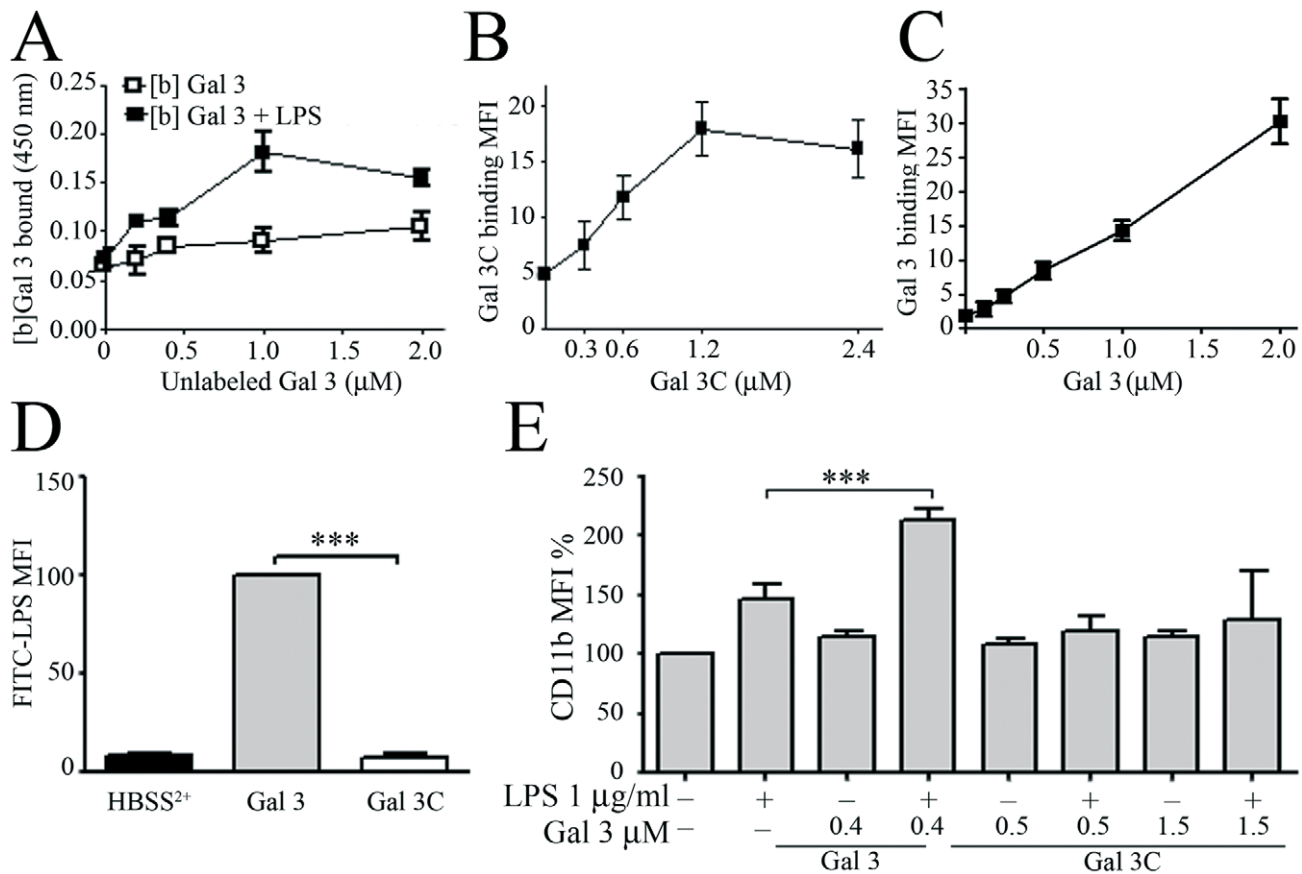 A
[b]Gal 3 bound (450 nm)
0.25
0.20
0.15
0.10
0.05
0.00
[b] Gal 3
[b] Gal 3 + LPS
0 0.5 1.0 1.5 2.0
Unlabeled Gal 3 (μM)
B
Gal 3C binding MFI
20
15
10
5
0
0.3 0.6 1.2 2.4
Gal 3C (μM)
C
Gal 3 binding MFI
35
30
25
20
15
10
5
0
0.5 1.0 1.5 2.0
Gal 3 (μM)
D
FITC-LPS MFI
150
100
50
0
***
HBSS²⁺ Gal 3 Gal 3C
E
CD11b MFI %
250
200
150
100
50
0
***
LPS 1 μg/ml – + – + – + – +
Gal 3 μM – – 0.4 0.4 0.5 0.5 1.5 1.5
Gal 3 Gal 3C